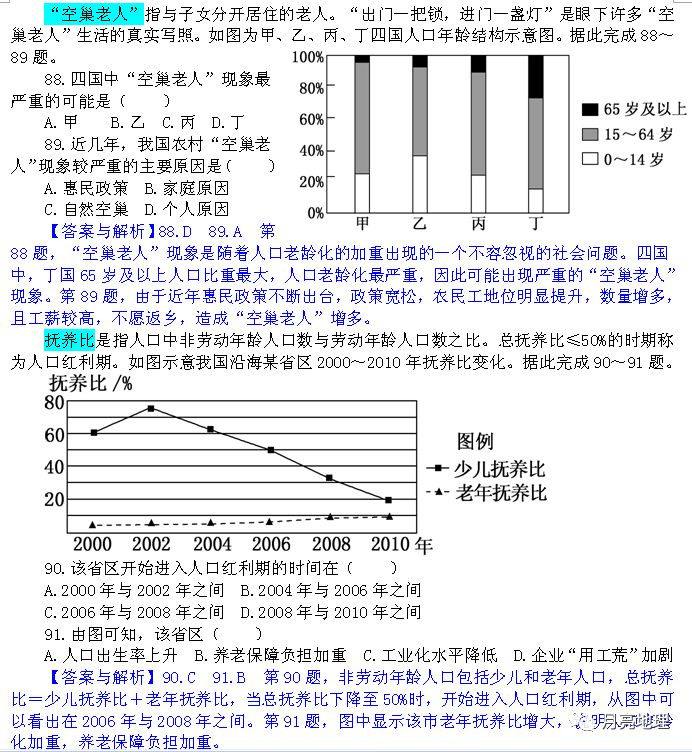 “空巢老人”指与子女分开居住的老人。“出门一把锁，进门一盏灯”是眼下许多“空
巢老人”生活的真实写照。如图为甲、乙、丙、丁四国人口年龄结构示意图。据此完成88～
89题。
88.四国中“空巢老人”现象最
严重的可能是（　　）
A.甲　B.乙　C.丙　D.丁
89.近几年，我国农村“空巢老
人”现象较严重的主要原因是（　　）
A.惠民政策　B.家庭原因
C.自然空巢　D.个人原因
100%
80%
60%
40%
20%
0%
甲　乙　丙　丁
65岁及以上
15～64岁
0～14岁
【答案与解析】88.D　89.A　第
88题，“空巢老人”现象是随着人口老龄化的加重出现的一个不容忽视的社会问题。四国
中，丁国65岁及以上人口比重最大，人口老龄化最严重，因此可能出现严重的“空巢老人”
现象。第89题，由于近年惠民政策不断出台，政策宽松，农民工地位明显提升，数量增多，
且工薪较高，不愿返乡，造成“空巢老人”增多。
抚养比是指人口中非劳动年龄人口数与劳动年龄人口数之比。总抚养比≤50%的时期称
为人口红利期。如图示意我国沿海某省区2000～2010年抚养比变化。据此完成90～91题。
抚养比/%
80
60
40
20
2000　2002　2004　2006　2008　2010年
图例
少儿抚养比
老年抚养比
90.该省区开始进入人口红利期的时间在（　　）
A.2000年与2002年之间　B.2004年与2006年之间
C.2006年与2008年之间　D.2008年与2010年之间
91.由图可知，该省区（　　）
A.人口出生率上升　B.养老保障负担加重　C.工业化水平降低　D.企业“用工荒”加剧
【答案与解析】90.C　91.B　第90题，非劳动年龄人口包括少儿和老年人口，总抚养
比＝少儿抚养比＋老年抚养比，当总抚养比下降至50%时，开始进入人口红利期，从图中可
以看出在2006年与2008年之间。第91题，图中显示该市老年抚养比增大，明
化加重，养老保障负担加重。
月亮地理